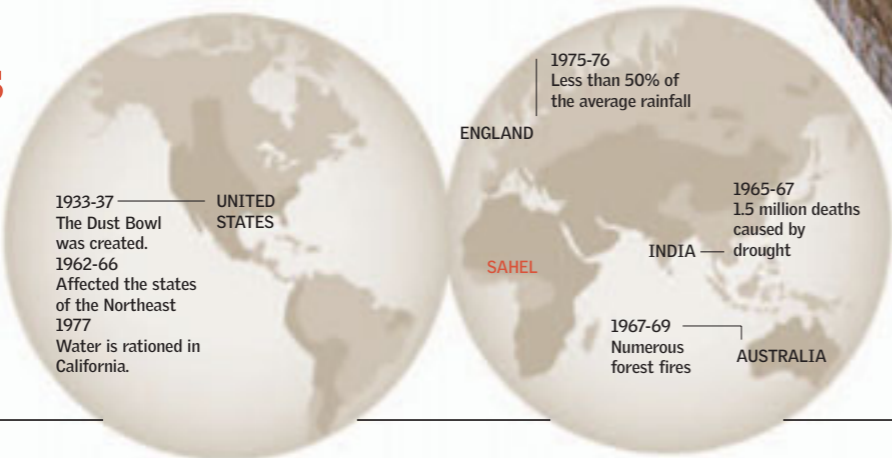 1933-37
The Dust Bowl
was created.
1962-66
Affected the states
of the Northeast
1977
Water is rationed in
California.
UNITED
STATES
1975-76
Less than 50% of
the average rainfall
ENGLAND
1965-67
1.5 million deaths
caused by
drought
INDIA
SAHEL
1967-69
Numerous
forest fires
AUSTRALIA